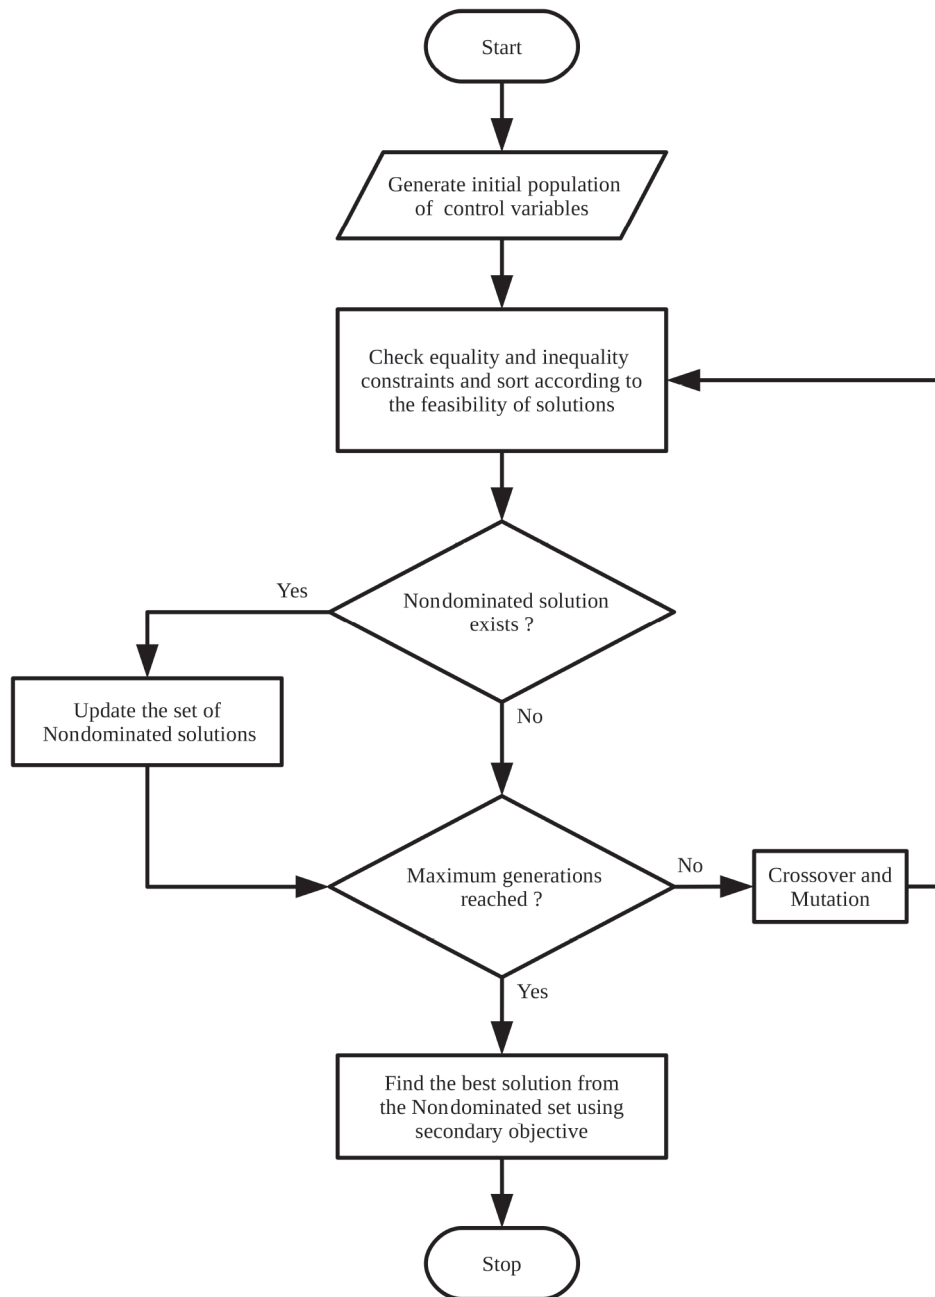 Start
Generate initial population
of control variables
Check equality and inequality
constraints and sort according to
the feasibility of solutions
Yes
Nondominated solution
exists ?
Update the set of
Nondominated solutions
No
Maximum generations
reached ?
No
Crossover and
Mutation
Yes
Find the best solution from
the Nondominated set using
secondary objective
Stop